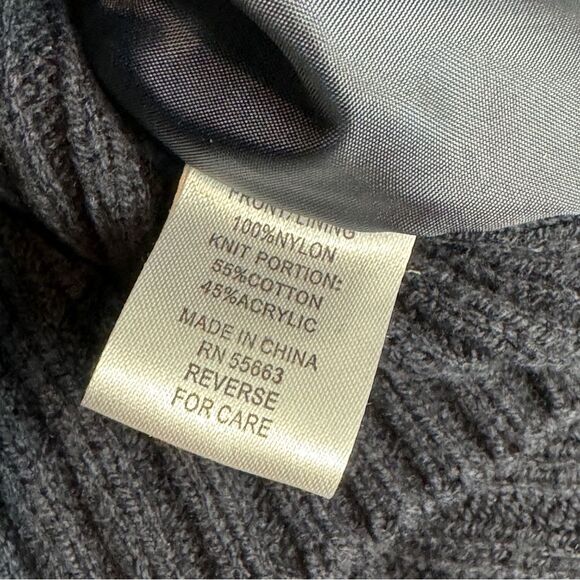 FRONT/LINING
100%NYLON
KNIT PORTION:
55%COTTON
45%ACRYLIC
MADE IN CHINA
RN 55663
REVERSE
FOR CARE